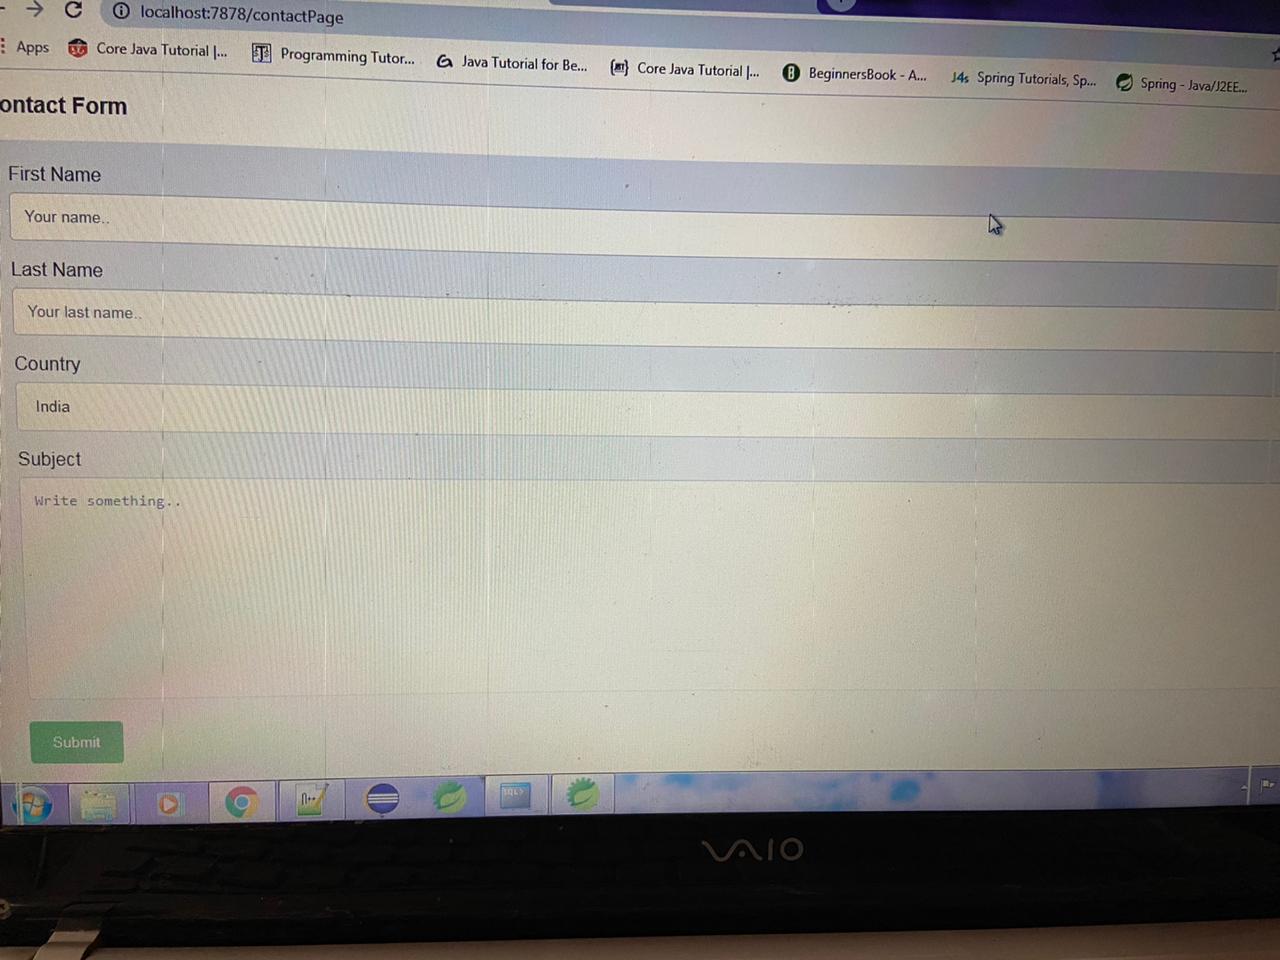 localhost:7878/contactPage
Apps Core Java Tutorial |... Programming Tutor... Java Tutorial for Be... Core Java Tutorial |... BeginnersBook - A... J4s Spring Tutorials, Sp... Spring - Java/J2EE...
ontact Form
First Name
Your name..
Last Name
Your last name..
Country
India
Subject
Write something..
Submit
SQL>
VAIO